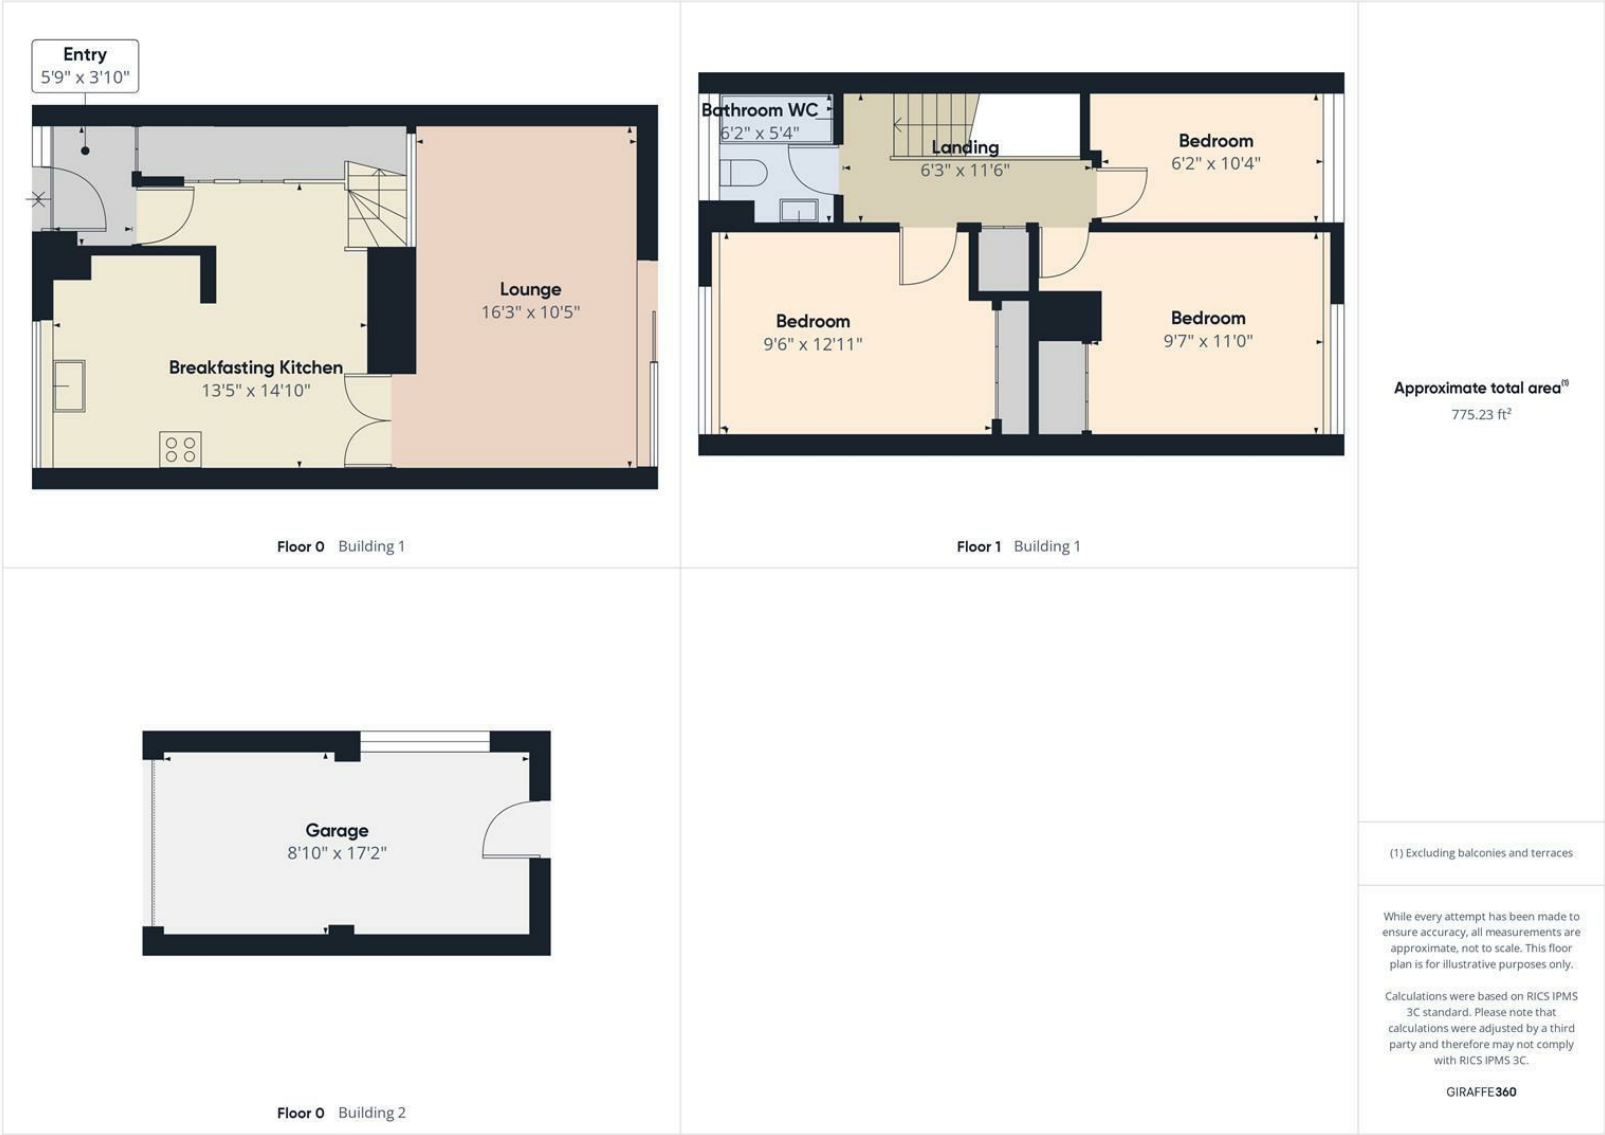 Entry
5'9" x 3'10"
Lounge
16'3" x 10'5"
Breakfasting Kitchen
13'5" x 14'10"
Floor 0 Building 1
Bathroom WC
6'2" x 5'4"
Landing
6'3" x 11'6"
Bedroom
6'2" x 10'4"
Bedroom
9'6" x 12'11"
Bedroom
9'7" x 11'0"
Floor 1 Building 1
Garage
8'10" x 17'2"
Floor 0 Building 2
Approximate total area⁽¹⁾
775.23 ft²
(1) Excluding balconies and terraces
While every attempt has been made to
ensure accuracy, all measurements are
approximate, not to scale. This floor
plan is for illustrative purposes only.
Calculations were based on RICS IPMS
3C standard. Please note that
calculations were adjusted by a third
party and therefore may not comply
with RICS IPMS 3C.
GIRAFFE360